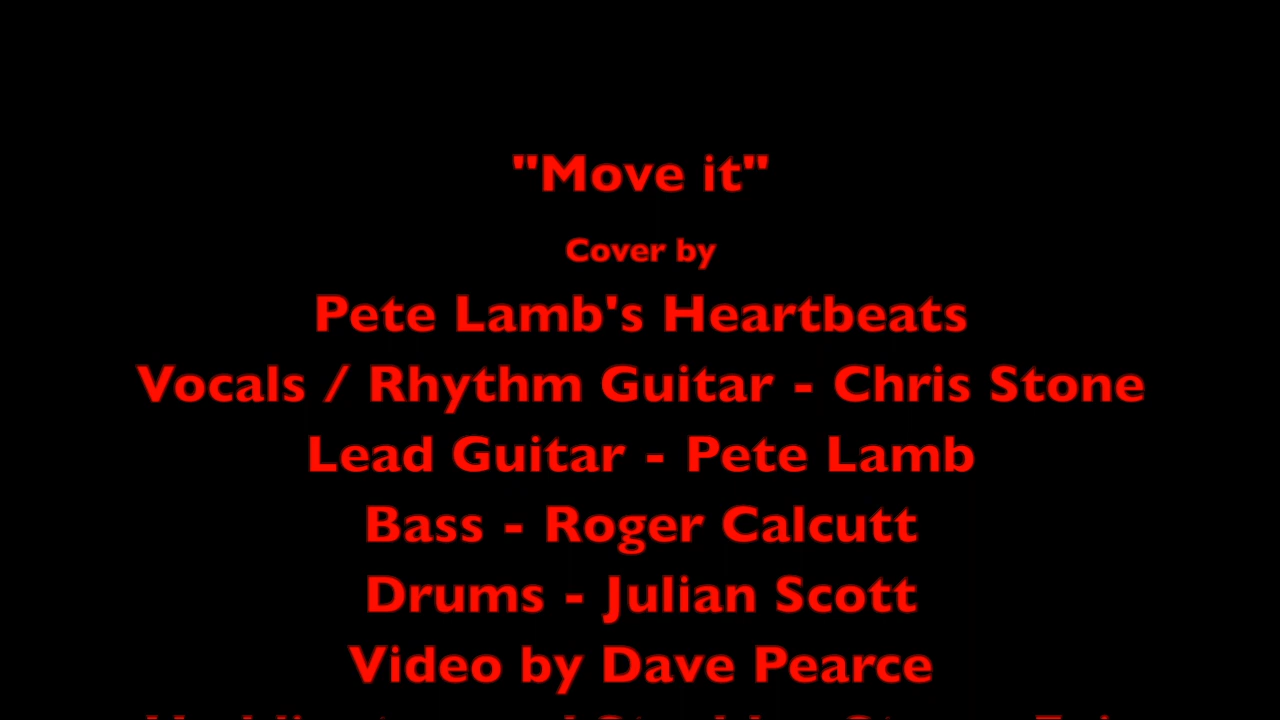 "Move it"
Cover by
Pete Lamb's Heartbeats
Vocals / Rhythm Guitar - Chris Stone
Lead Guitar - Pete Lamb
Bass - Roger Calcutt
Drums - Julian Scott
Video by Dave Pearce